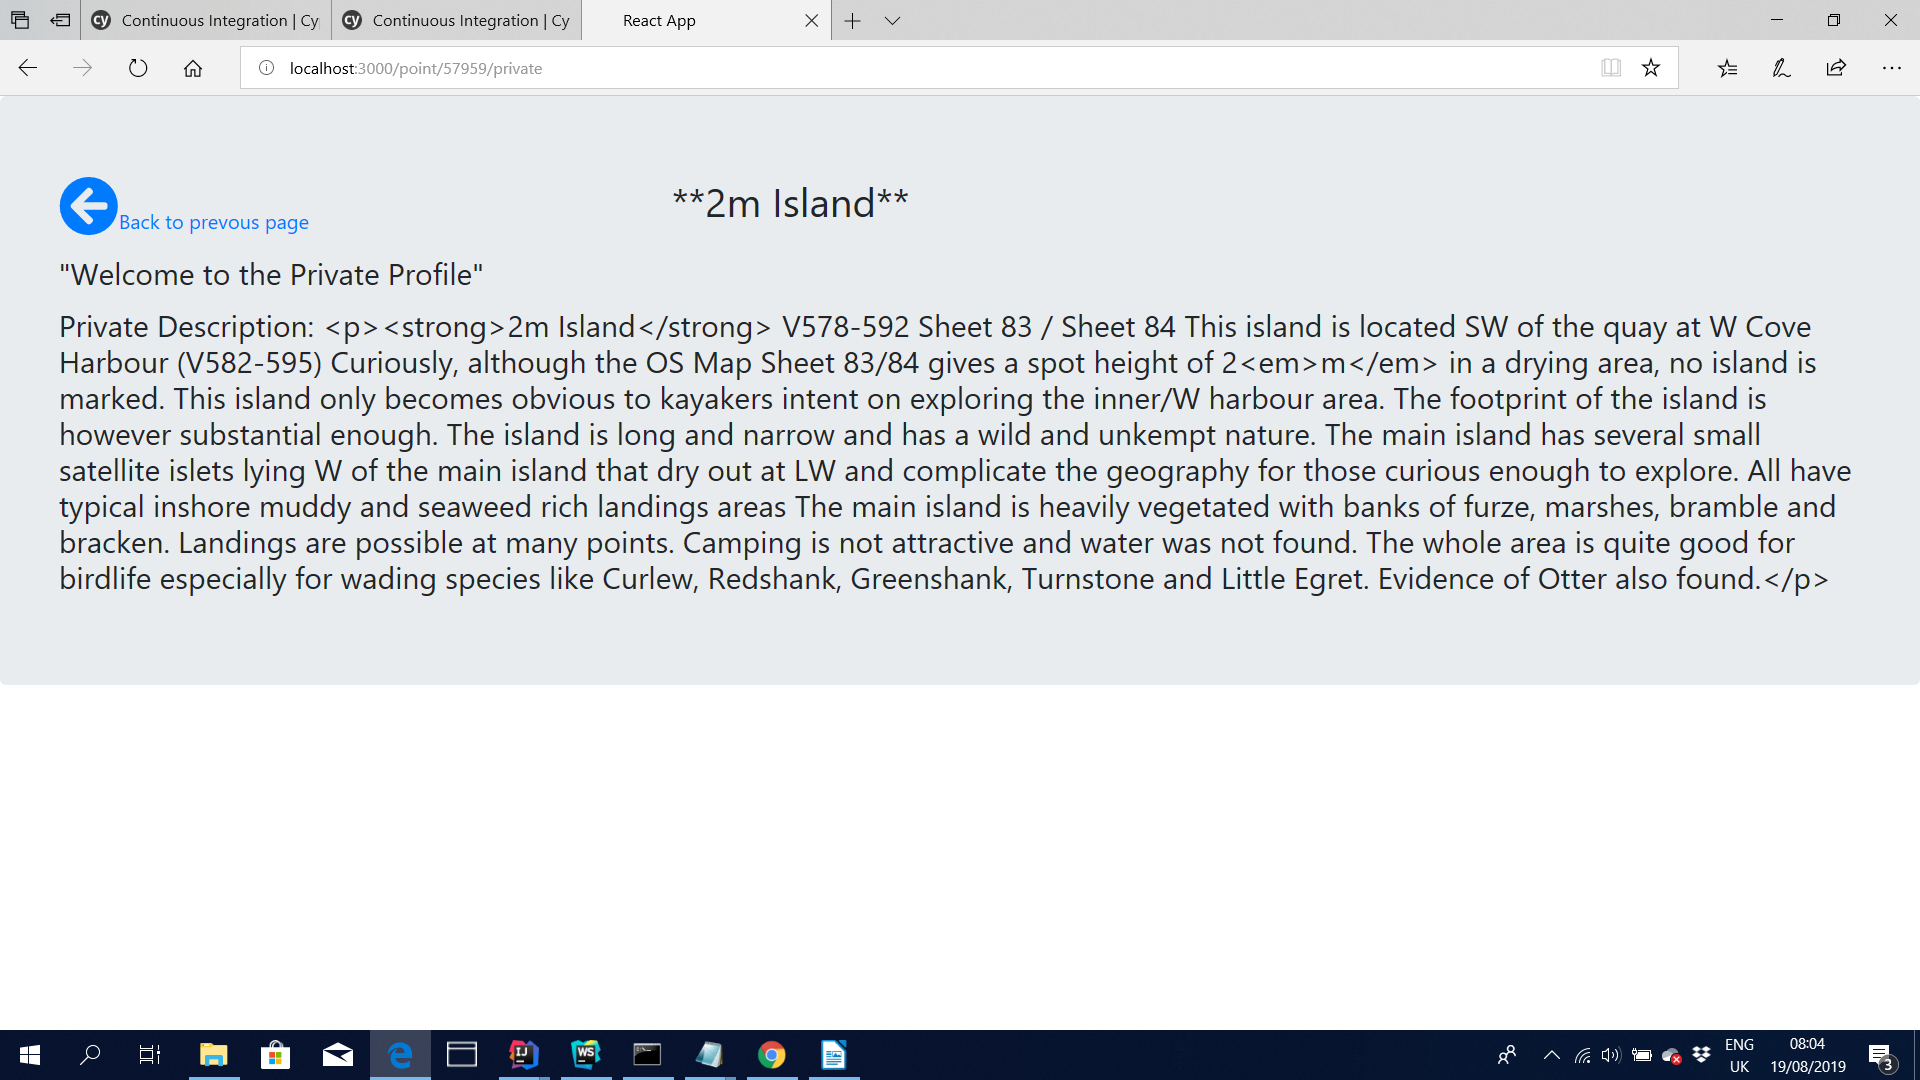 Continuous Integration | Cy
Continuous Integration | Cy
React App
localhost:3000/point/57959/private
Back to prevous page
**2m Island**
"Welcome to the Private Profile"
Private Description: <p><strong>2m Island</strong> V578-592 Sheet 83 / Sheet 84 This island is located SW of the quay at W Cove
Harbour (V582-595) Curiously, although the OS Map Sheet 83/84 gives a spot height of 2<em>m</em> in a drying area, no island is
marked. This island only becomes obvious to kayakers intent on exploring the inner/W harbour area. The footprint of the island is
however substantial enough. The island is long and narrow and has a wild and unkempt nature. The main island has several small
satellite islets lying W of the main island that dry out at LW and complicate the geography for those curious enough to explore. All have
typical inshore muddy and seaweed rich landings areas The main island is heavily vegetated with banks of furze, marshes, bramble and
bracken. Landings are possible at many points. Camping is not attractive and water was not found. The whole area is quite good for
birdlife especially for wading species like Curlew, Redshank, Greenshank, Turnstone and Little Egret. Evidence of Otter also found.</p>
ENG
UK
08:04
19/08/2019
3